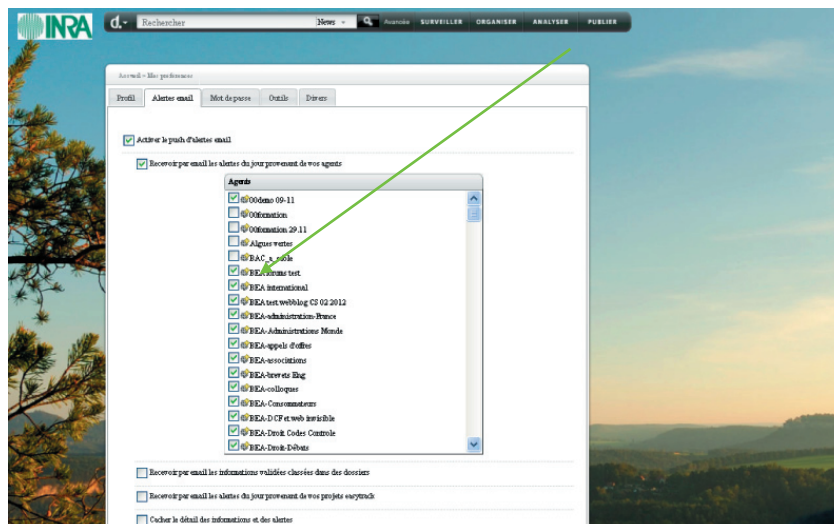 INRA
d. Rechercher News Avancée SURVEILLER ORGANISER ANALYSER PUBLIER
Accueil > Mes préférences
Profil Alertes email Mot de passe Outils Divers
Activer le push d'alertes email
Recevoir par email les alertes du jour provenant de vos agents
Agents
00demo 09-11
00formation
00formation 29.11
Algues vertes
BAC_a_sable
BEA forums test
BEA international
BEA test webblog CS 02 2012
BEA-administration-France
BEA-Administrations Monde
BEA-appels d'offres
BEA-associations
BEA-brevets Eng
BEA-colloques
BEA-Consommateurs
BEA-DCF et web invisible
BEA-Droit Codes Controle
BEA-Droit-Débats
Recevoir par email les informations validées classées dans des dossiers
Recevoir par email les alertes du jour provenant de vos projets easytrack
Cacher le détail des informations et des alertes